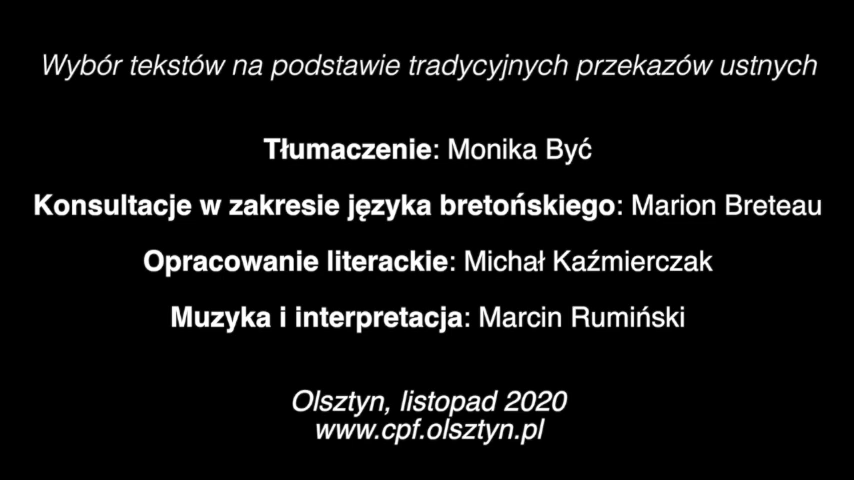 Wybór tekstów na podstawie tradycyjnych przekazów ustnych
Tłumaczenie: Monika Być
Konsultacje w zakresie języka bretońskiego: Marion Breteau
Opracowanie literackie: Michał Kaźmierczak
Muzyka i interpretacja: Marcin Rumiński
Olsztyn, listopad 2020
www.cpf.olsztyn.pl